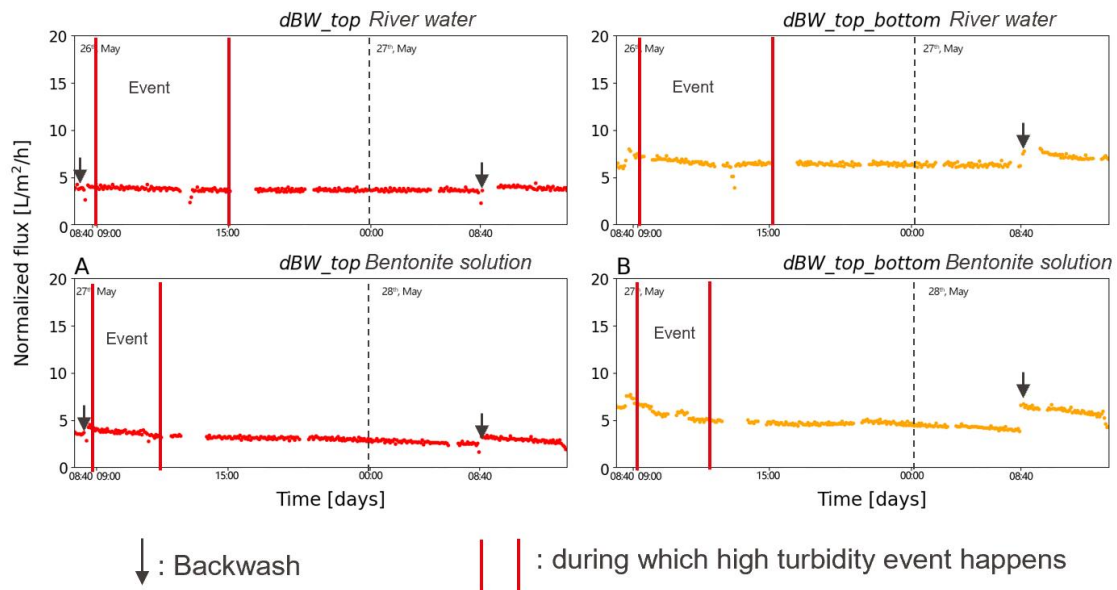 dBW_top River water
dBW_top_bottom River water
Normalized flux [L/m²/h]
20
15
10
5
0
26th, May
27th, May
Event
08:40 09:00
15:00
00:00
08:40
20
15
10
5
0
26th, May
27th, May
Event
08:40 09:00
15:00
00:00
08:40
A
dBW_top Bentonite solution
B
dBW_top_bottom Bentonite solution
20
15
10
5
0
27th, May
28th, May
Event
08:40 09:00
15:00
00:00
08:40
Time [days]
20
15
10
5
0
27th, May
28th, May
Event
08:40 09:00
15:00
00:00
08:40
Time [days]
: Backwash
: during which high turbidity event happens